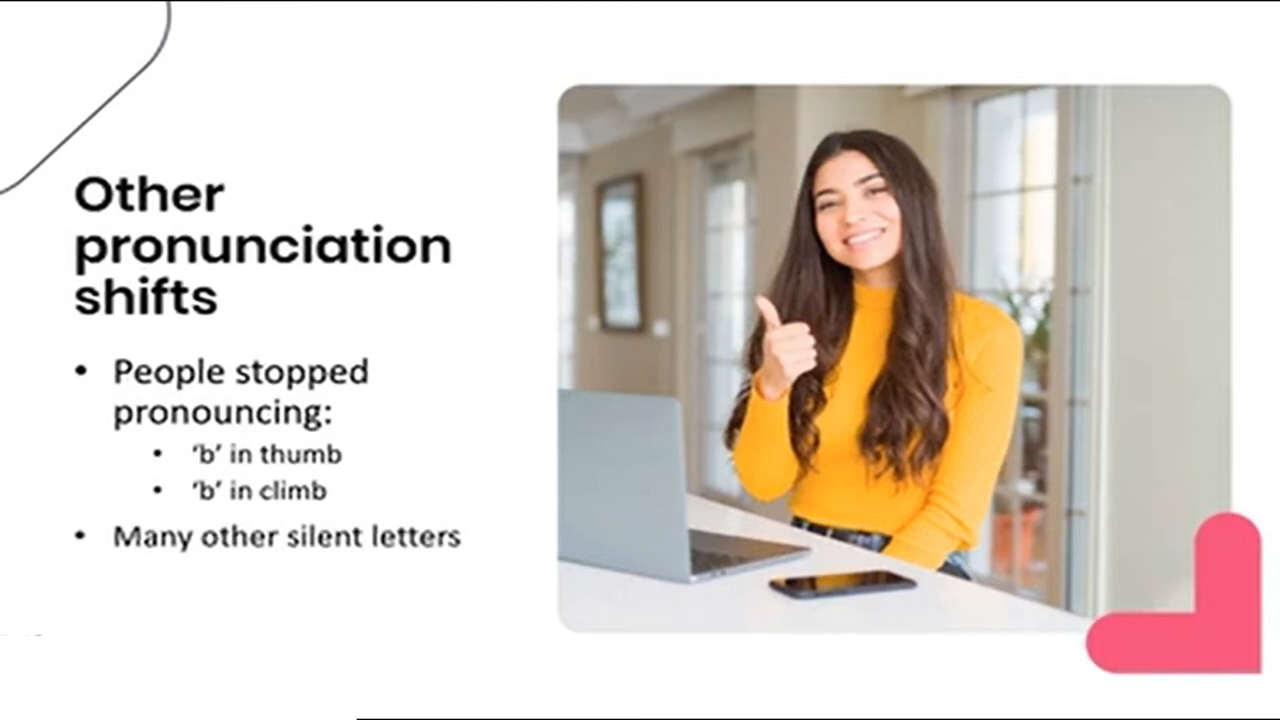 Other
pronunciation
shifts
• People stopped
pronouncing:
• ‘b’ in thumb
• ‘b’ in climb
• Many other silent letters